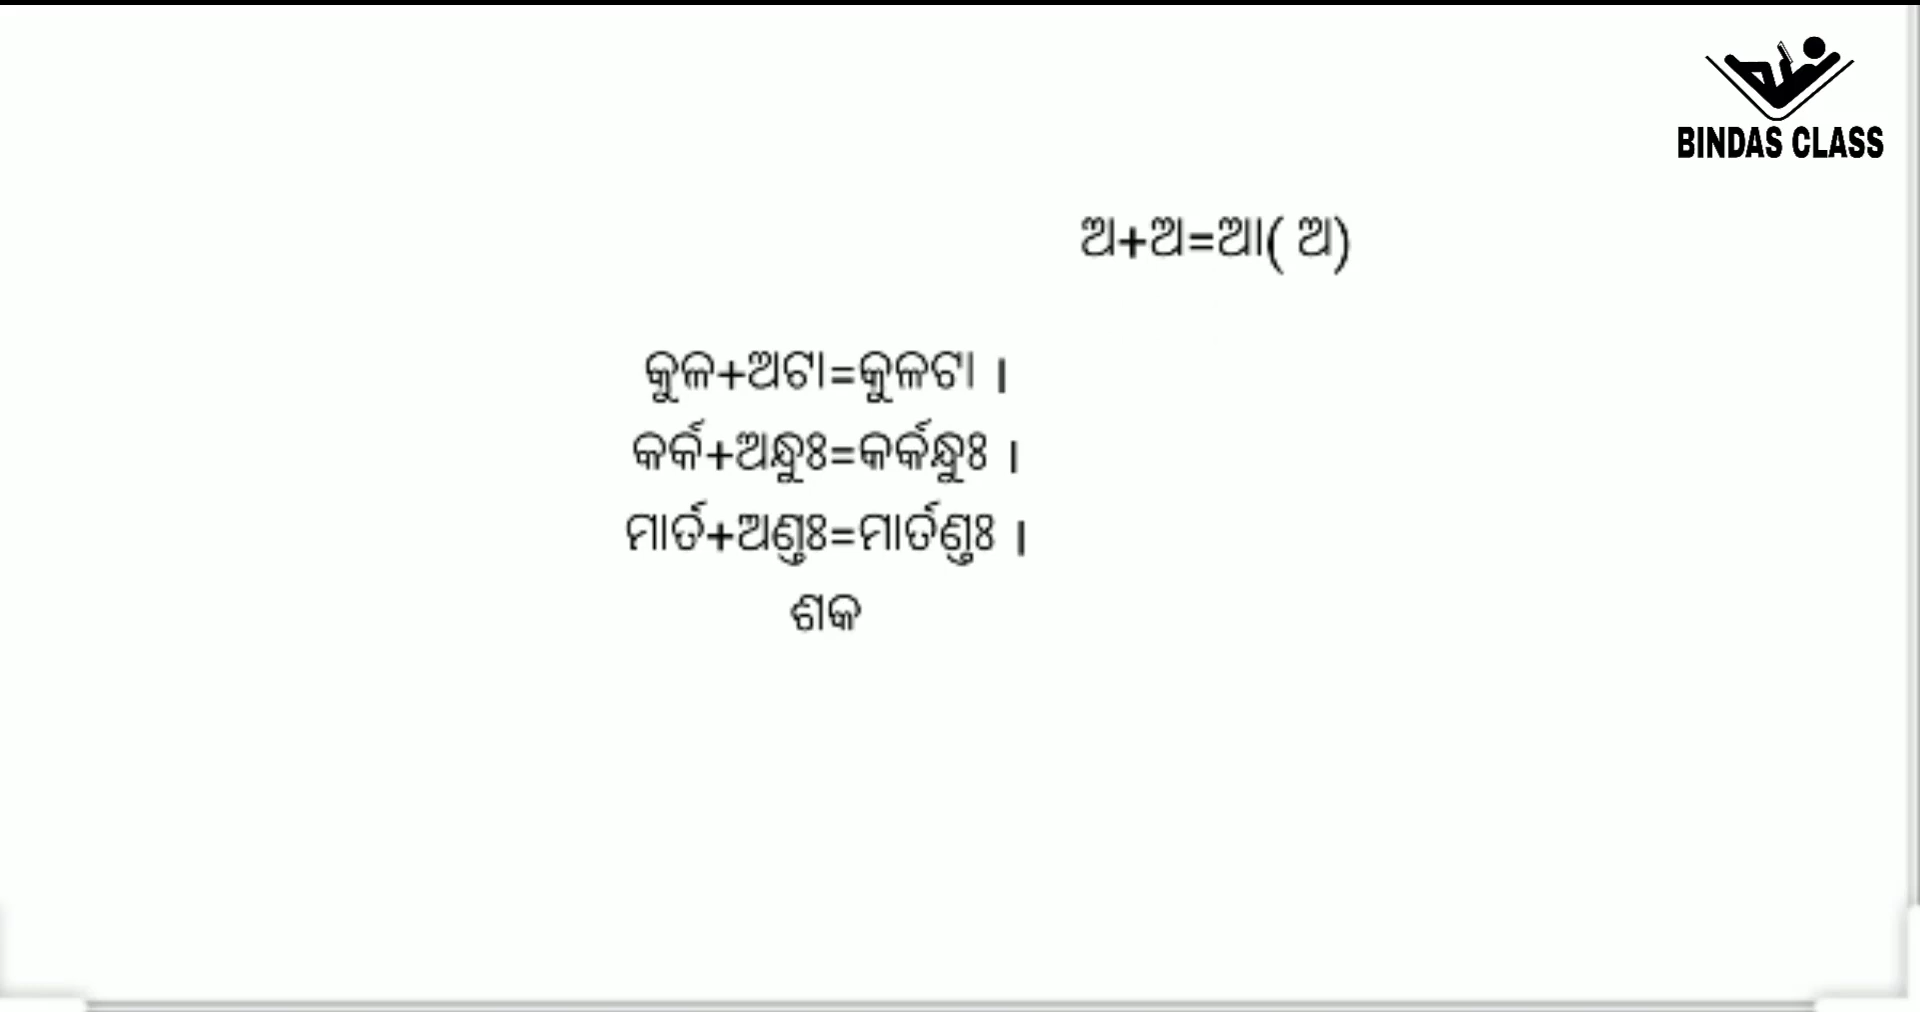 BINDAS CLASS
ଅ+ଅ=ଆ( ଅ)
କୁଳ+ଅଟା=କୁଳଟା ।
କର୍କ+ଅନ୍ଧୁଃ=କର୍କନ୍ଧୁଃ ।
ମାର୍ତ+ଅଣ୍ଡଃ=ମାର୍ତଣ୍ଡଃ ।
ଶକ